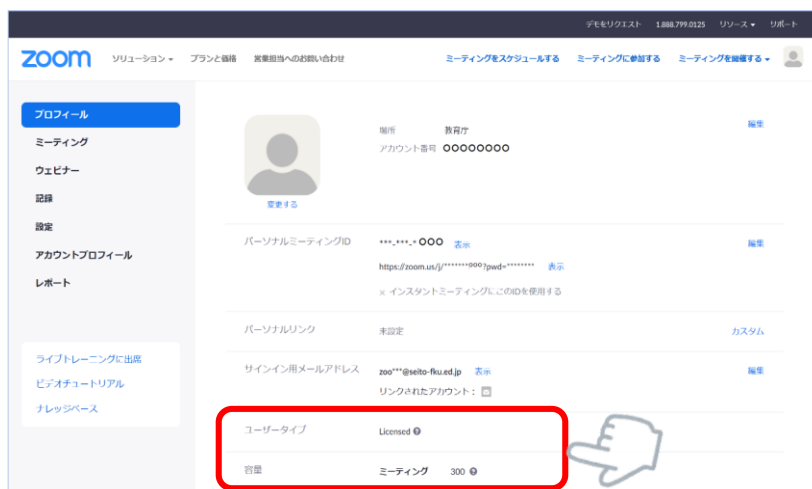 デモをリクエスト 1.888.799.0125 リソース ▾ サポート
zoom ソリューション ▾ プランと価格 営業担当へのお問い合わせ ミーティングをスケジュールする ミーティングに参加する ミーティングを開催する ▾
プロフィール
ミーティング
ウェビナー
記録
設定
アカウントプロフィール
レポート
ライブトレーニングに出席
ビデオチュートリアル
ナレッジベース
変更する
場所 教育庁 編集
アカウント番号 〇〇〇〇〇〇〇〇
パーソナルミーティングID ***-***-*〇〇〇 表示 編集
https://zoom.us/j/*******ººº?pwd=******** 表示
× インスタントミーティングにこのIDを使用する
パーソナルリンク 未設定 カスタム
サインイン用メールアドレス zoo***@seito-fku.ed.jp 表示 編集
リンクされたアカウント：
ユーザータイプ Licensed
容量 ミーティング 300